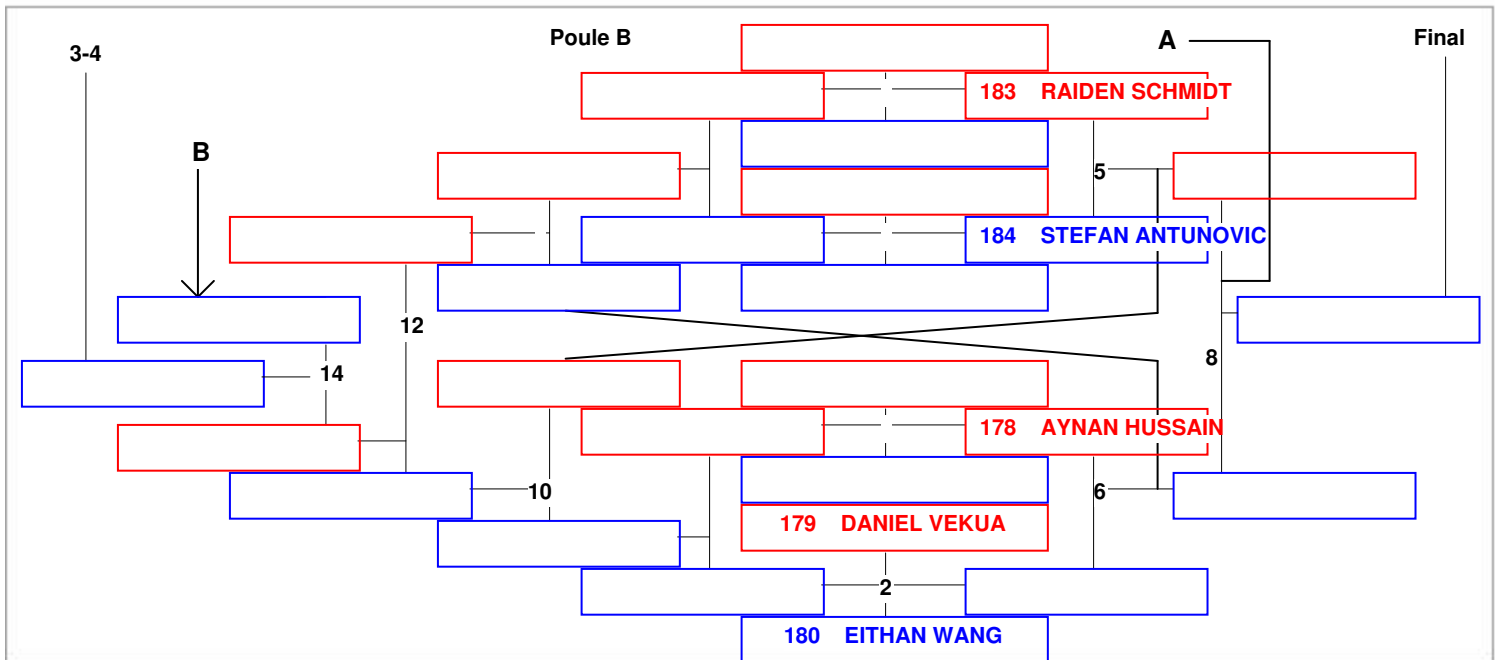 Poule B
A
Final
3-4
183 RAIDEN SCHMIDT
B
5
184 STEFAN ANTUNOVIC
12
8
14
178 AYNAN HUSSAIN
10
6
179 DANIEL VEKUA
2
180 EITHAN WANG